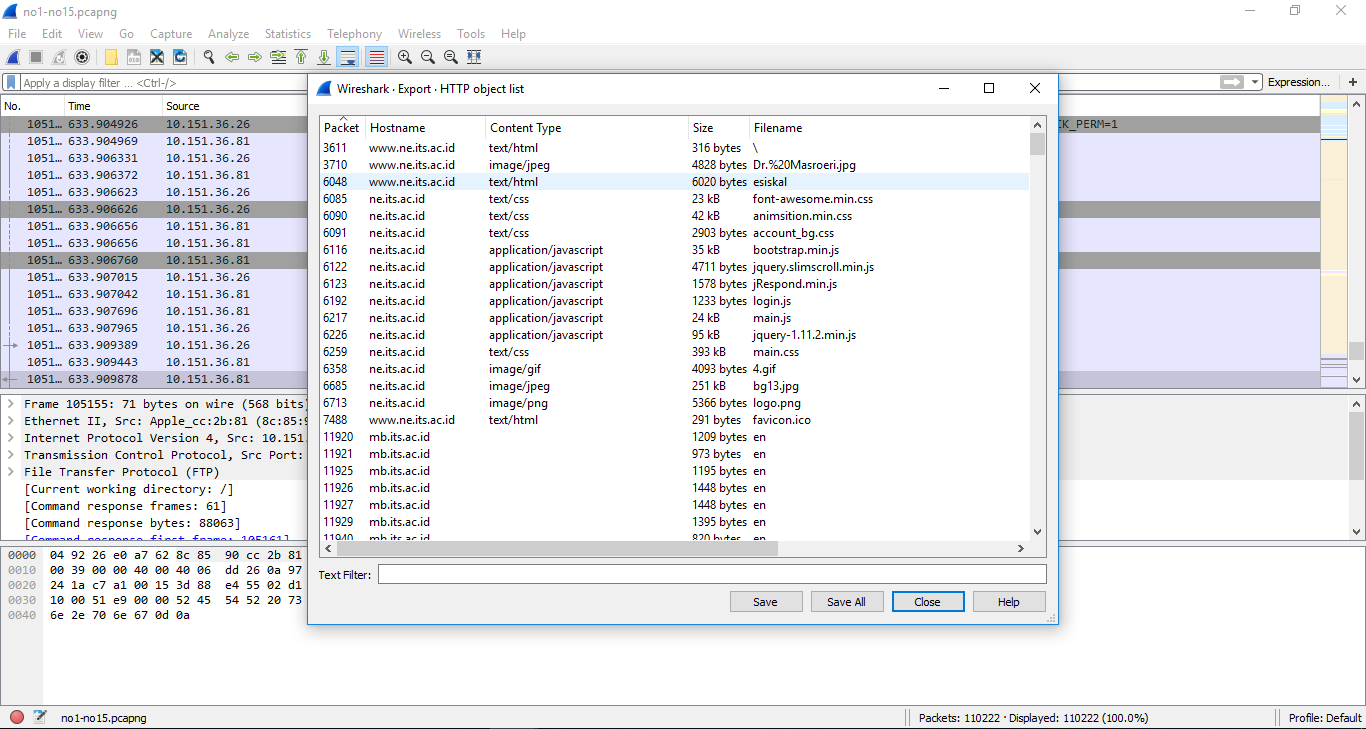 no1-no15.pcapng
File Edit View Go Capture Analyze Statistics Telephony Wireless Tools Help
Apply a display filter ... <Ctrl-/> Expression... +
No. Time Source
1051... 633.904926 10.151.36.26 CK_PERM=1
1051... 633.904969 10.151.36.81
1051... 633.906331 10.151.36.26
1051... 633.906372 10.151.36.81
1051... 633.906623 10.151.36.26
1051... 633.906626 10.151.36.26
1051... 633.906656 10.151.36.81
1051... 633.906656 10.151.36.81
1051... 633.906760 10.151.36.81
1051... 633.907015 10.151.36.26
1051... 633.907042 10.151.36.81
1051... 633.907696 10.151.36.81
1051... 633.907965 10.151.36.26
1051... 633.909389 10.151.36.26
1051... 633.909443 10.151.36.81
1051... 633.909878 10.151.36.81
Frame 105155: 71 bytes on wire (568 bits)
Ethernet II, Src: Apple_cc:2b:81 (8c:85:9
Internet Protocol Version 4, Src: 10.151.
Transmission Control Protocol, Src Port:
File Transfer Protocol (FTP)
[Current working directory: /]
[Command response frames: 61]
[Command response bytes: 88063]
[Command response first frame: 105161]
0000 04 92 26 e0 a7 62 8c 85 90 cc 2b 81
0010 00 39 00 00 40 00 40 06 dd 26 0a 97
0020 24 1a c7 a1 00 15 3d 88 e4 55 02 d1
0030 10 00 51 e9 00 00 52 45 54 52 20 73
0040 6e 2e 70 6e 67 0d 0a
Wireshark · Export · HTTP object list
Packet Hostname Content Type Size Filename
3611 www.ne.its.ac.id text/html 316 bytes \
3710 www.ne.its.ac.id image/jpeg 4828 bytes Dr.%20Masroeri.jpg
6048 www.ne.its.ac.id text/html 6020 bytes esiskal
6085 ne.its.ac.id text/css 23 kB font-awesome.min.css
6090 ne.its.ac.id text/css 42 kB animsition.min.css
6091 ne.its.ac.id text/css 2903 bytes account_bg.css
6116 ne.its.ac.id application/javascript 35 kB bootstrap.min.js
6122 ne.its.ac.id application/javascript 4711 bytes jquery.slimscroll.min.js
6123 ne.its.ac.id application/javascript 1578 bytes jRespond.min.js
6192 ne.its.ac.id application/javascript 1233 bytes login.js
6217 ne.its.ac.id application/javascript 24 kB main.js
6226 ne.its.ac.id application/javascript 95 kB jquery-1.11.2.min.js
6259 ne.its.ac.id text/css 393 kB main.css
6358 ne.its.ac.id image/gif 4093 bytes 4.gif
6685 ne.its.ac.id image/jpeg 251 kB bg13.jpg
6713 ne.its.ac.id image/png 5366 bytes logo.png
7488 www.ne.its.ac.id text/html 291 bytes favicon.ico
11920 mb.its.ac.id 1209 bytes en
11921 mb.its.ac.id 973 bytes en
11925 mb.its.ac.id 1195 bytes en
11926 mb.its.ac.id 1448 bytes en
11927 mb.its.ac.id 1448 bytes en
11929 mb.its.ac.id 1395 bytes en
11940 mb.its.ac.id 820 bytes en
Text Filter:
Save Save All Close Help
no1-no15.pcapng Packets: 110222 · Displayed: 110222 (100.0%) Profile: Default